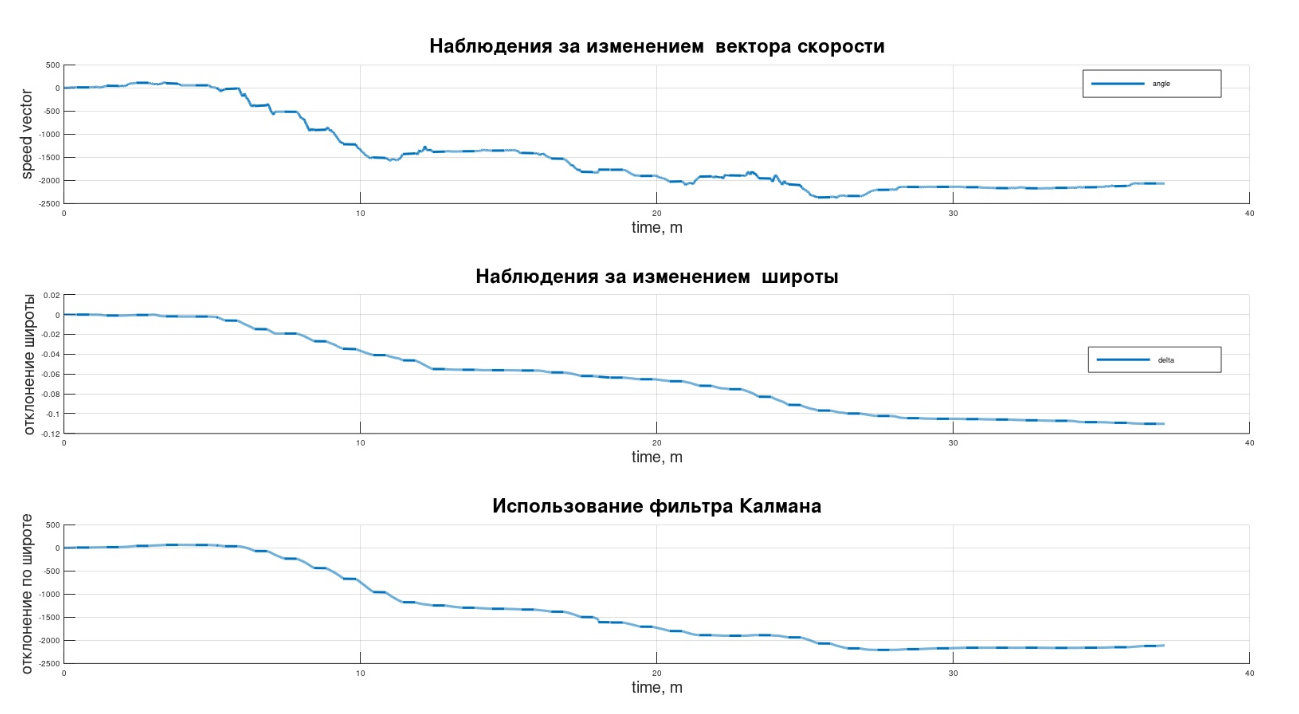 Наблюдения за изменением вектора скорости
speed vector
500
0
-500
-1000
-1500
-2000
-2500
angle
0 10 20 30 40
time, m
Наблюдения за изменением широты
отклонение широты
0.02
0
-0.02
-0.04
-0.06
-0.08
-0.1
-0.12
delta
0 10 20 30 40
time, m
Использование фильтра Калмана
отклонение по широте
500
0
-500
-1000
-1500
-2000
-2500
0 10 20 30 40
time, m